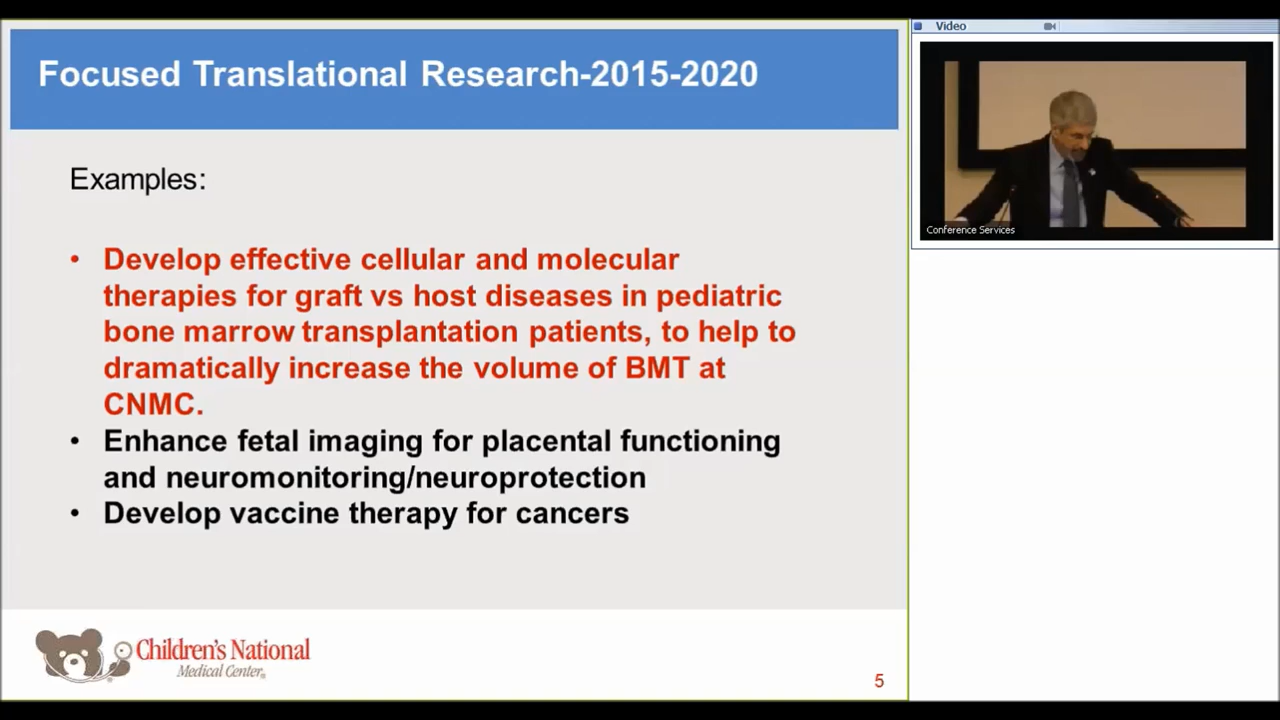 Focused Translational Research-2015-2020
Examples:
• Develop effective cellular and molecular
therapies for graft vs host diseases in pediatric
bone marrow transplantation patients, to help to
dramatically increase the volume of BMT at
CNMC.
• Enhance fetal imaging for placental functioning
and neuromonitoring/neuroprotection
• Develop vaccine therapy for cancers
Children's National
Medical Center®
5
Video
Conference Services